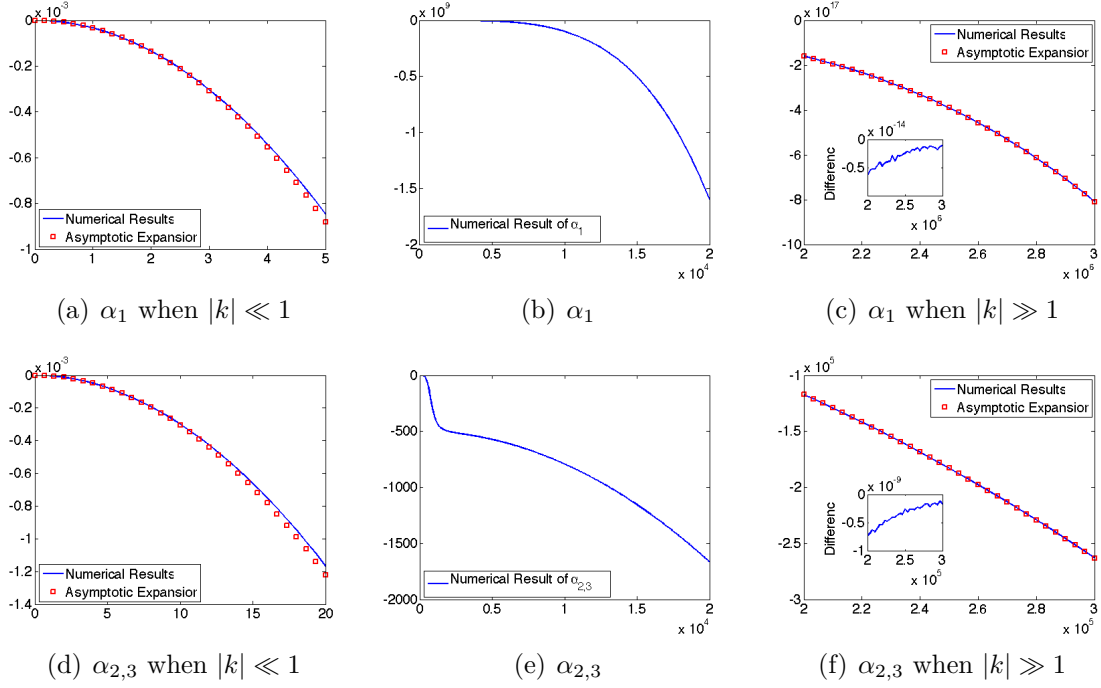 x 10^-3
0
-0.2
-0.4
-0.6
-0.8
-1
0 1 2 3 4 5
Numerical Results
Asymptotic Expansior
(a) α₁ when |k| ≪ 1
x 10^9
0
-0.5
-1
-1.5
-2
0 0.5 1 1.5 2
x 10^4
Numerical Result of α₁
(b) α₁
x 10^17
0
-2
-4
-6
-8
-10
2 2.2 2.4 2.6 2.8 3
x 10^6
Numerical Results
Asymptotic Expansior
x 10^-14
0
-0.5
Differenc
2 2.5 3
x 10^6
(c) α₁ when |k| ≫ 1
x 10^-3
0
-0.2
-0.4
-0.6
-0.8
-1
-1.2
-1.4
0 5 10 15 20
Numerical Results
Asymptotic Expansior
(d) α₂,₃ when |k| ≪ 1
0
-500
-1000
-1500
-2000
0 0.5 1 1.5 2
x 10^4
Numerical Result of α₂,₃
(e) α₂,₃
x 10^5
-1
-1.5
-2
-2.5
-3
2 2.2 2.4 2.6 2.8 3
x 10^5
Numerical Results
Asymptotic Expansior
x 10^-9
0
-0.5
-1
Differenc
2 2.5 3
x 10^5
(f) α₂,₃ when |k| ≫ 1